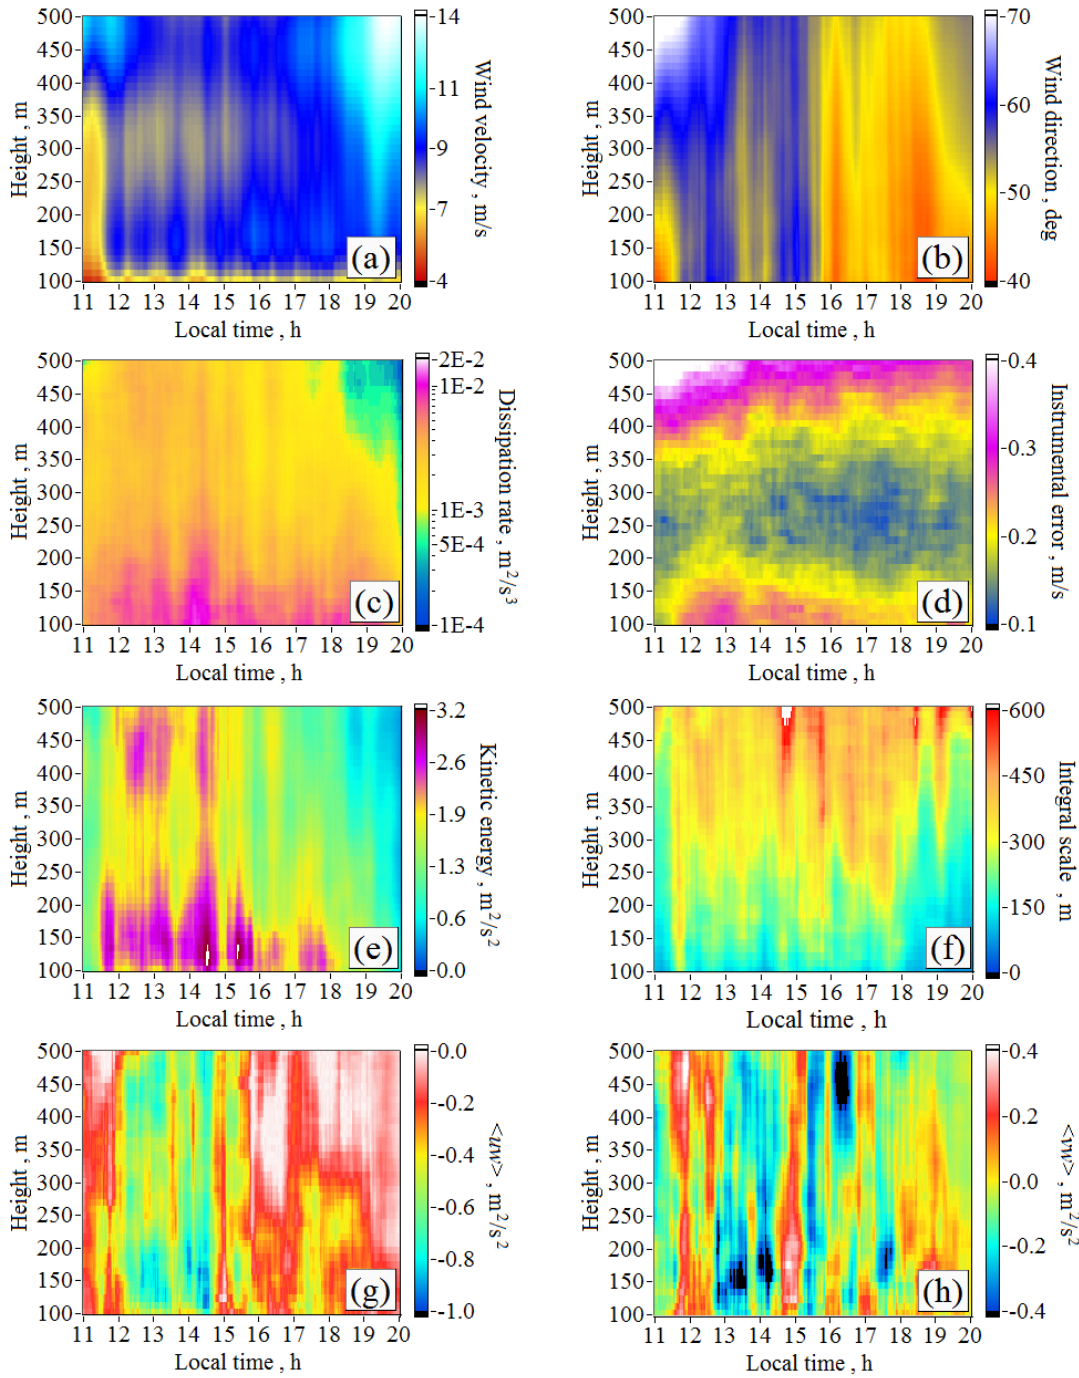 500
450
400
350
300
250
200
150
100
Height , m
11 12 13 14 15 16 17 18 19 20
Local time , h
(a)
14
11
9
7
4
Wind velocity , m/s
500
450
400
350
300
250
200
150
100
Height , m
11 12 13 14 15 16 17 18 19 20
Local time , h
(b)
70
60
50
40
Wind direction , deg
500
450
400
350
300
250
200
150
100
Height , m
11 12 13 14 15 16 17 18 19 20
Local time , h
(c)
2E-2
1E-2
1E-3
5E-4
1E-4
Dissipation rate , m²/s³
500
450
400
350
300
250
200
150
100
Height , m
11 12 13 14 15 16 17 18 19 20
Local time , h
(d)
0.4
0.3
0.2
0.1
Instrumental error , m/s
500
450
400
350
300
250
200
150
100
Height , m
11 12 13 14 15 16 17 18 19 20
Local time , h
(e)
3.2
2.6
1.9
1.3
0.6
0.0
Kinetic energy , m²/s²
500
450
400
350
300
250
200
150
100
Height , m
11 12 13 14 15 16 17 18 19 20
Local time , h
(f)
600
450
300
150
0
Integral scale , m
500
450
400
350
300
250
200
150
100
Height , m
11 12 13 14 15 16 17 18 19 20
Local time , h
(g)
0.0
-0.2
-0.4
-0.6
-0.8
-1.0
<uw> , m²/s²
500
450
400
350
300
250
200
150
100
Height , m
11 12 13 14 15 16 17 18 19 20
Local time , h
(h)
0.4
0.2
0.0
-0.2
-0.4
<vw> , m²/s²